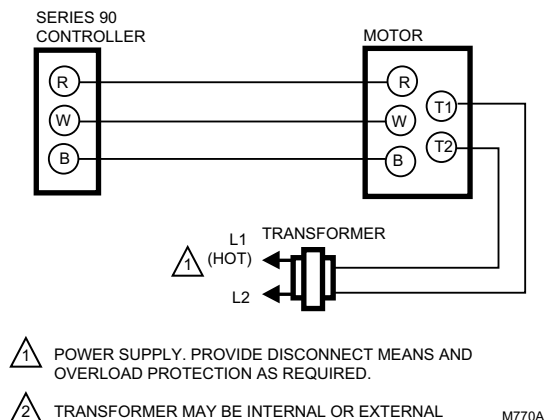 SERIES 90
CONTROLLER
MOTOR
R
R
W
W
B
B
T1
T2
L1
TRANSFORMER
1
(HOT)
L2
1
POWER SUPPLY. PROVIDE DISCONNECT MEANS AND
OVERLOAD PROTECTION AS REQUIRED.
2
TRANSFORMER MAY BE INTERNAL OR EXTERNAL
M770A